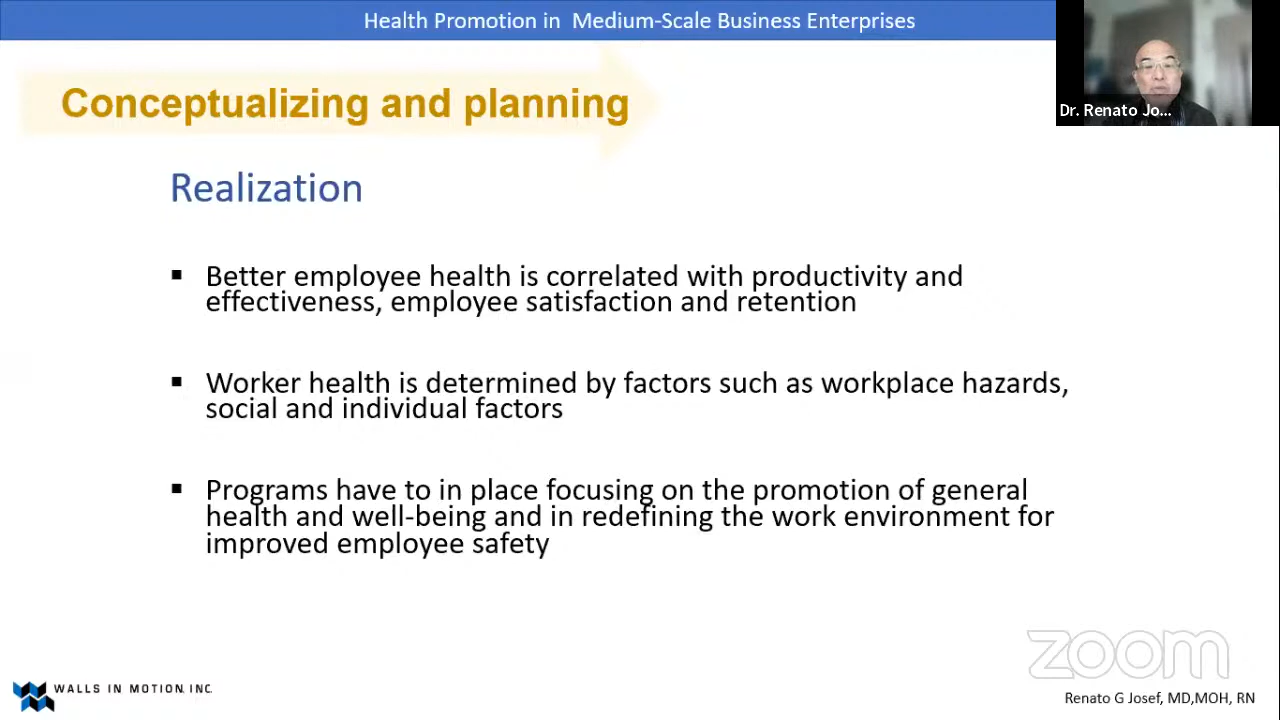 Health Promotion in Medium-Scale Business Enterprises
Dr. Renato Jo...
Conceptualizing and planning
Realization
▪ Better employee health is correlated with productivity and
effectiveness, employee satisfaction and retention
▪ Worker health is determined by factors such as workplace hazards,
social and individual factors
▪ Programs have to in place focusing on the promotion of general
health and well-being and in redefining the work environment for
improved employee safety
zoom
WALLS IN MOTION INC.
Renato G Josef, MD,MOH, RN